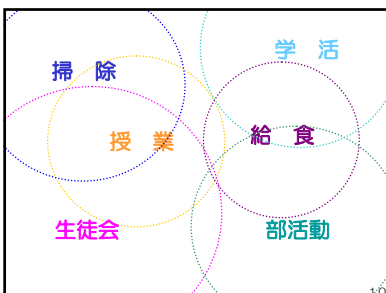 学 活
掃 除
授 業
給 食
生徒会
部活動